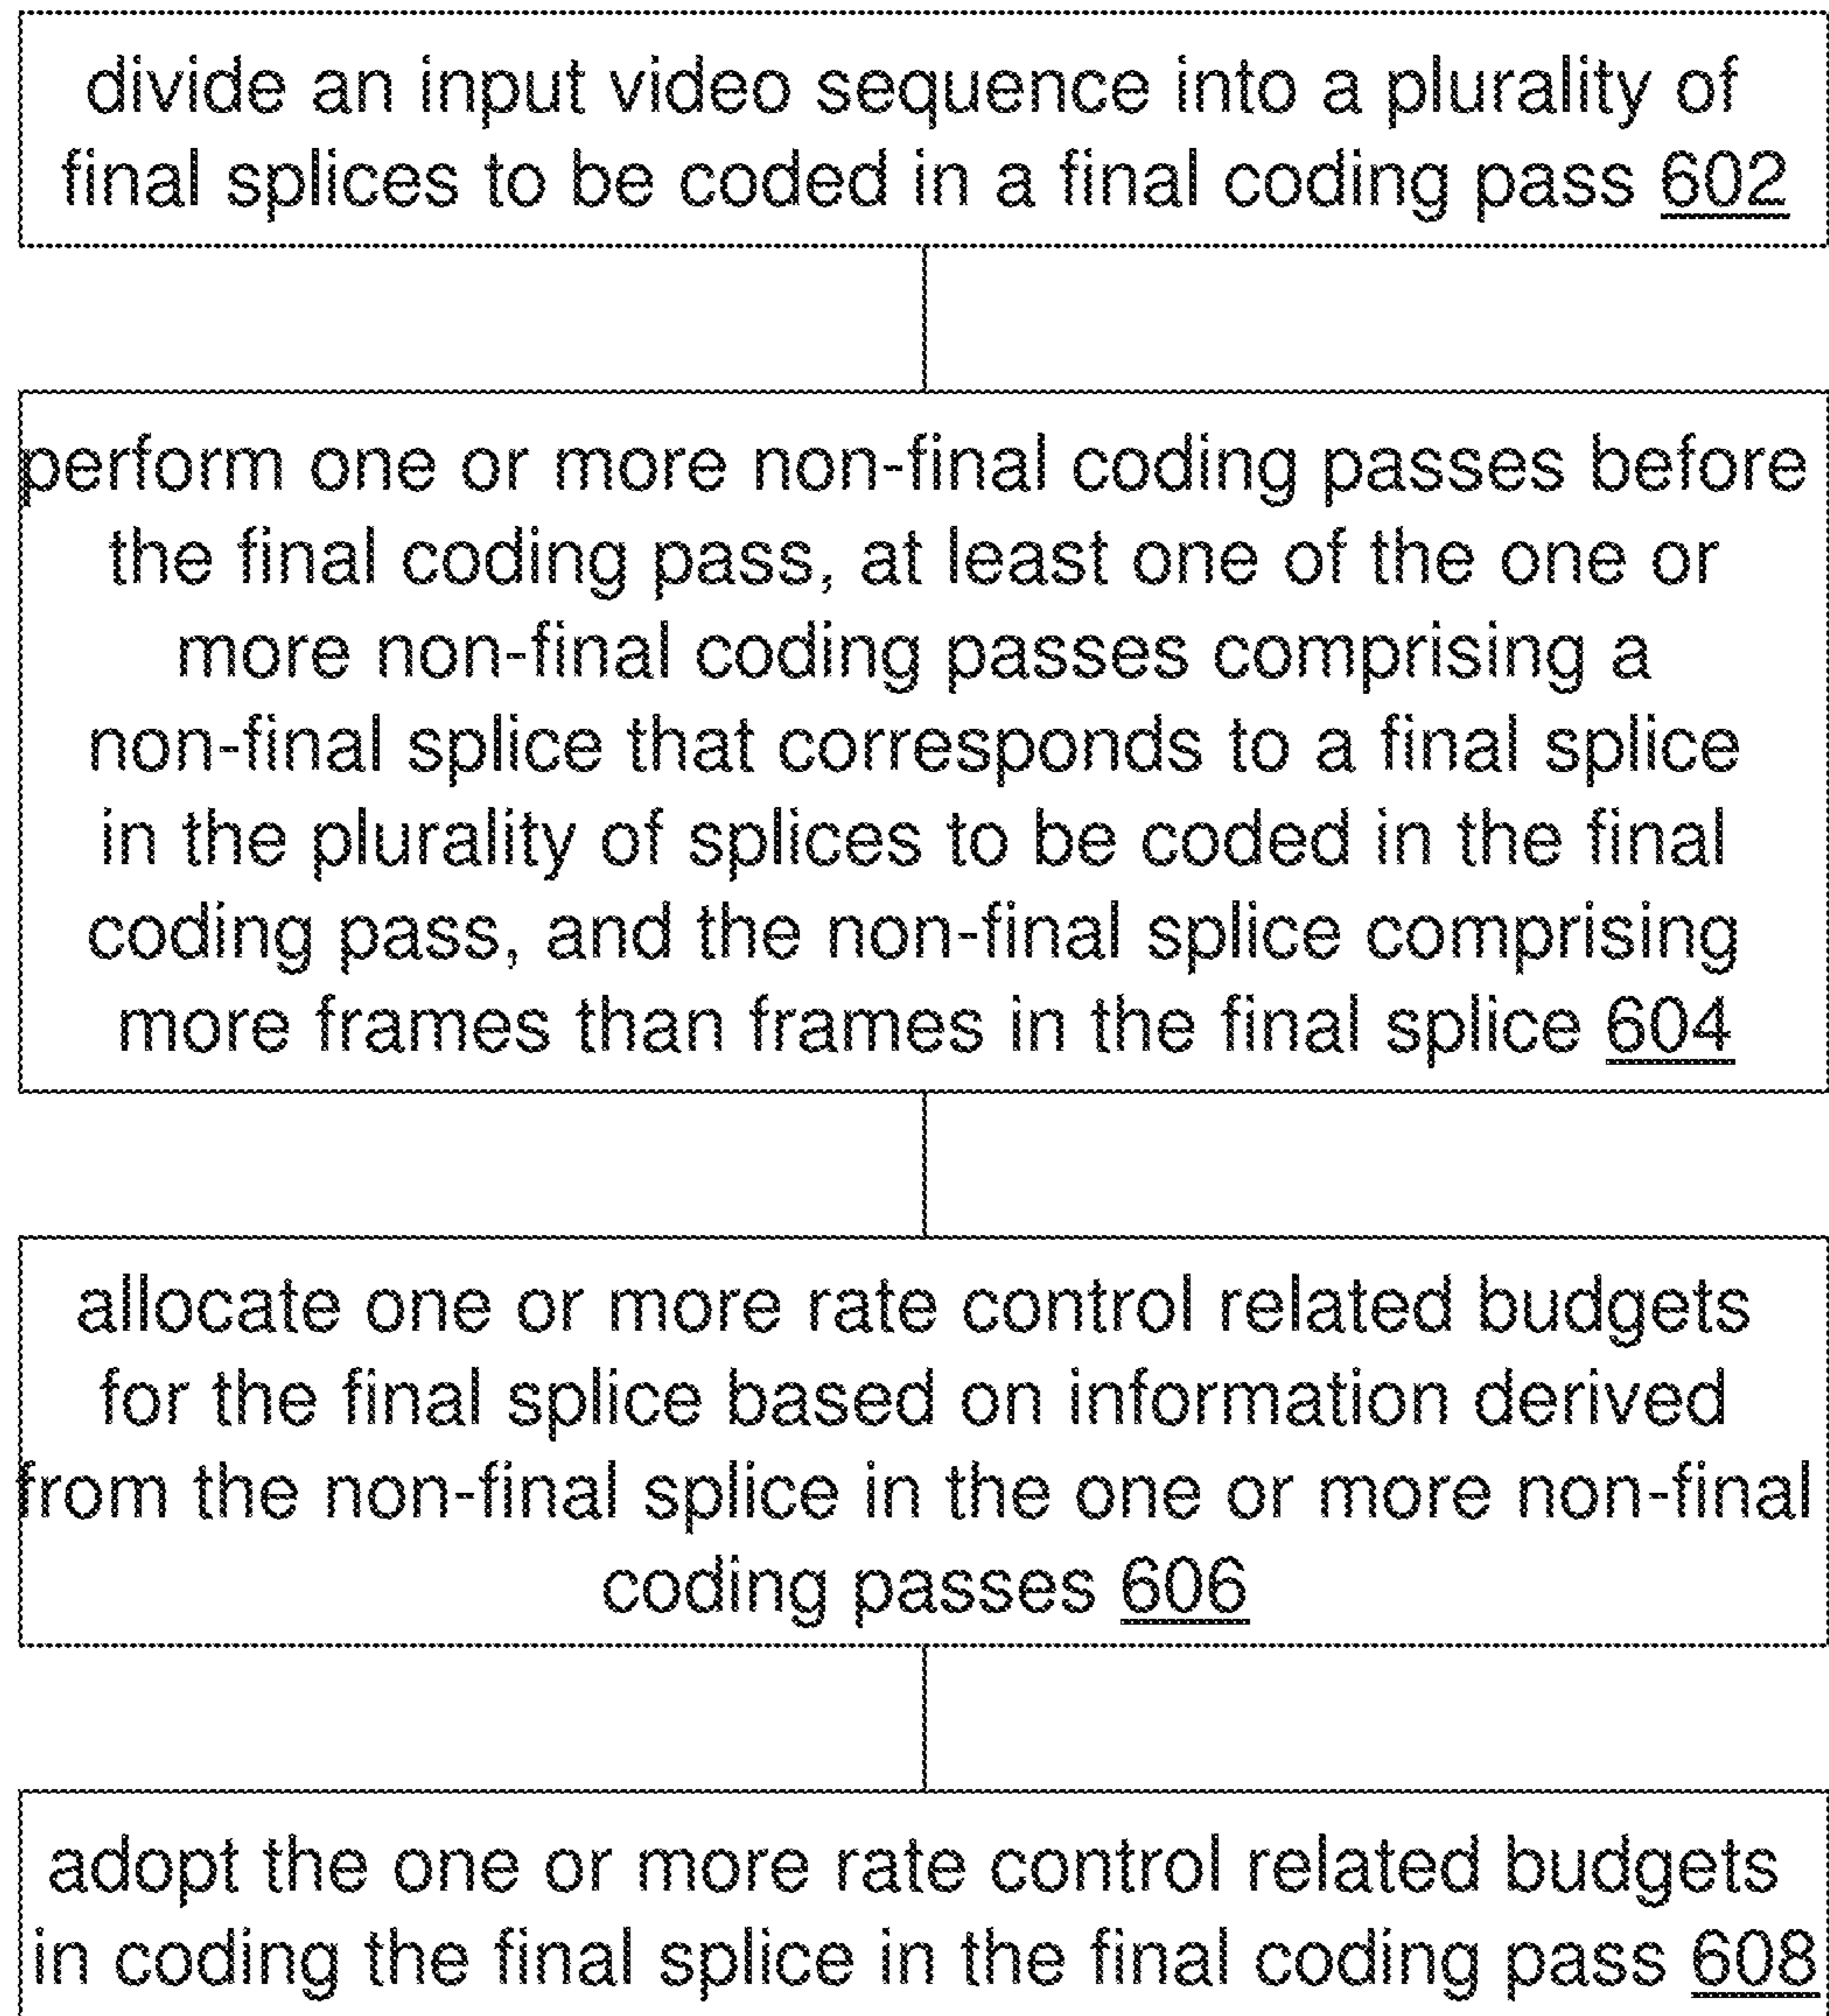 divide an input video sequence into a plurality of
final splices to be coded in a final coding pass 602
perform one or more non-final coding passes before
the final coding pass, at least one of the one or
more non-final coding passes comprising a
non-final splice that corresponds to a final splice
in the plurality of splices to be coded in the final
coding pass, and the non-final splice comprising
more frames than frames in the final splice 604
allocate one or more rate control related budgets
for the final splice based on information derived
from the non-final splice in the one or more non-final
coding passes 606
adopt the one or more rate control related budgets
in coding the final splice in the final coding pass 608